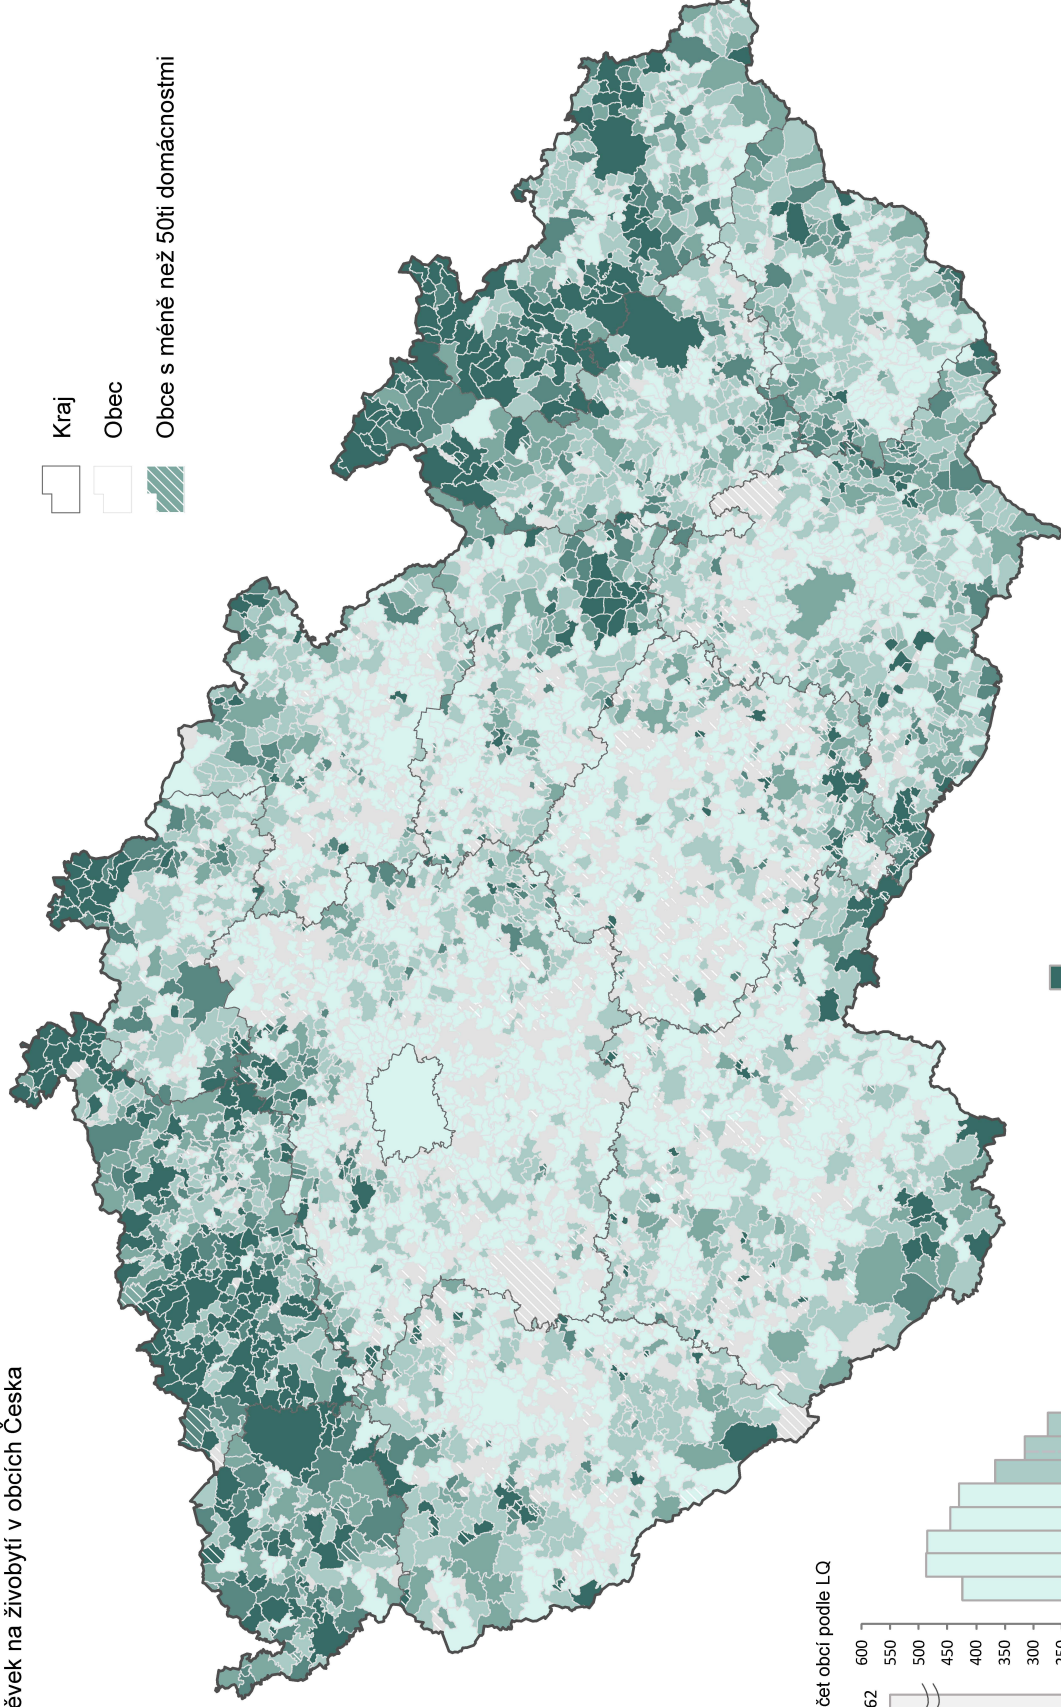 ěvek na živobytí v obcích Česka
Kraj
Obec
Obce s méně než 50ti domácnostmi
čet obcí podle LQ
600
550
500
450
400
350
300
62